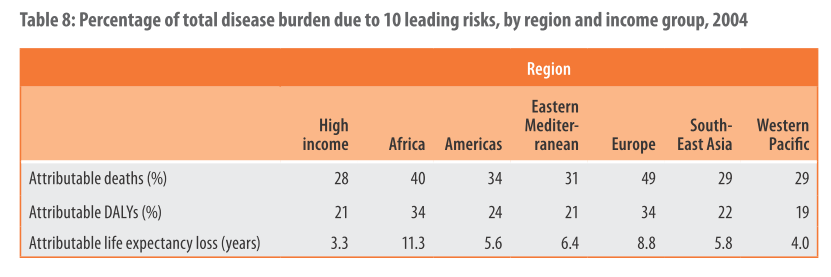 Table 8: Percentage of total disease burden due to 10 leading risks, by region and income group, 2004
Region
High income Africa Americas Eastern Mediter-ranean Europe South-East Asia Western Pacific
Attributable deaths (%) 28 40 34 31 49 29 29
Attributable DALYs (%) 21 34 24 21 34 22 19
Attributable life expectancy loss (years) 3.3 11.3 5.6 6.4 8.8 5.8 4.0